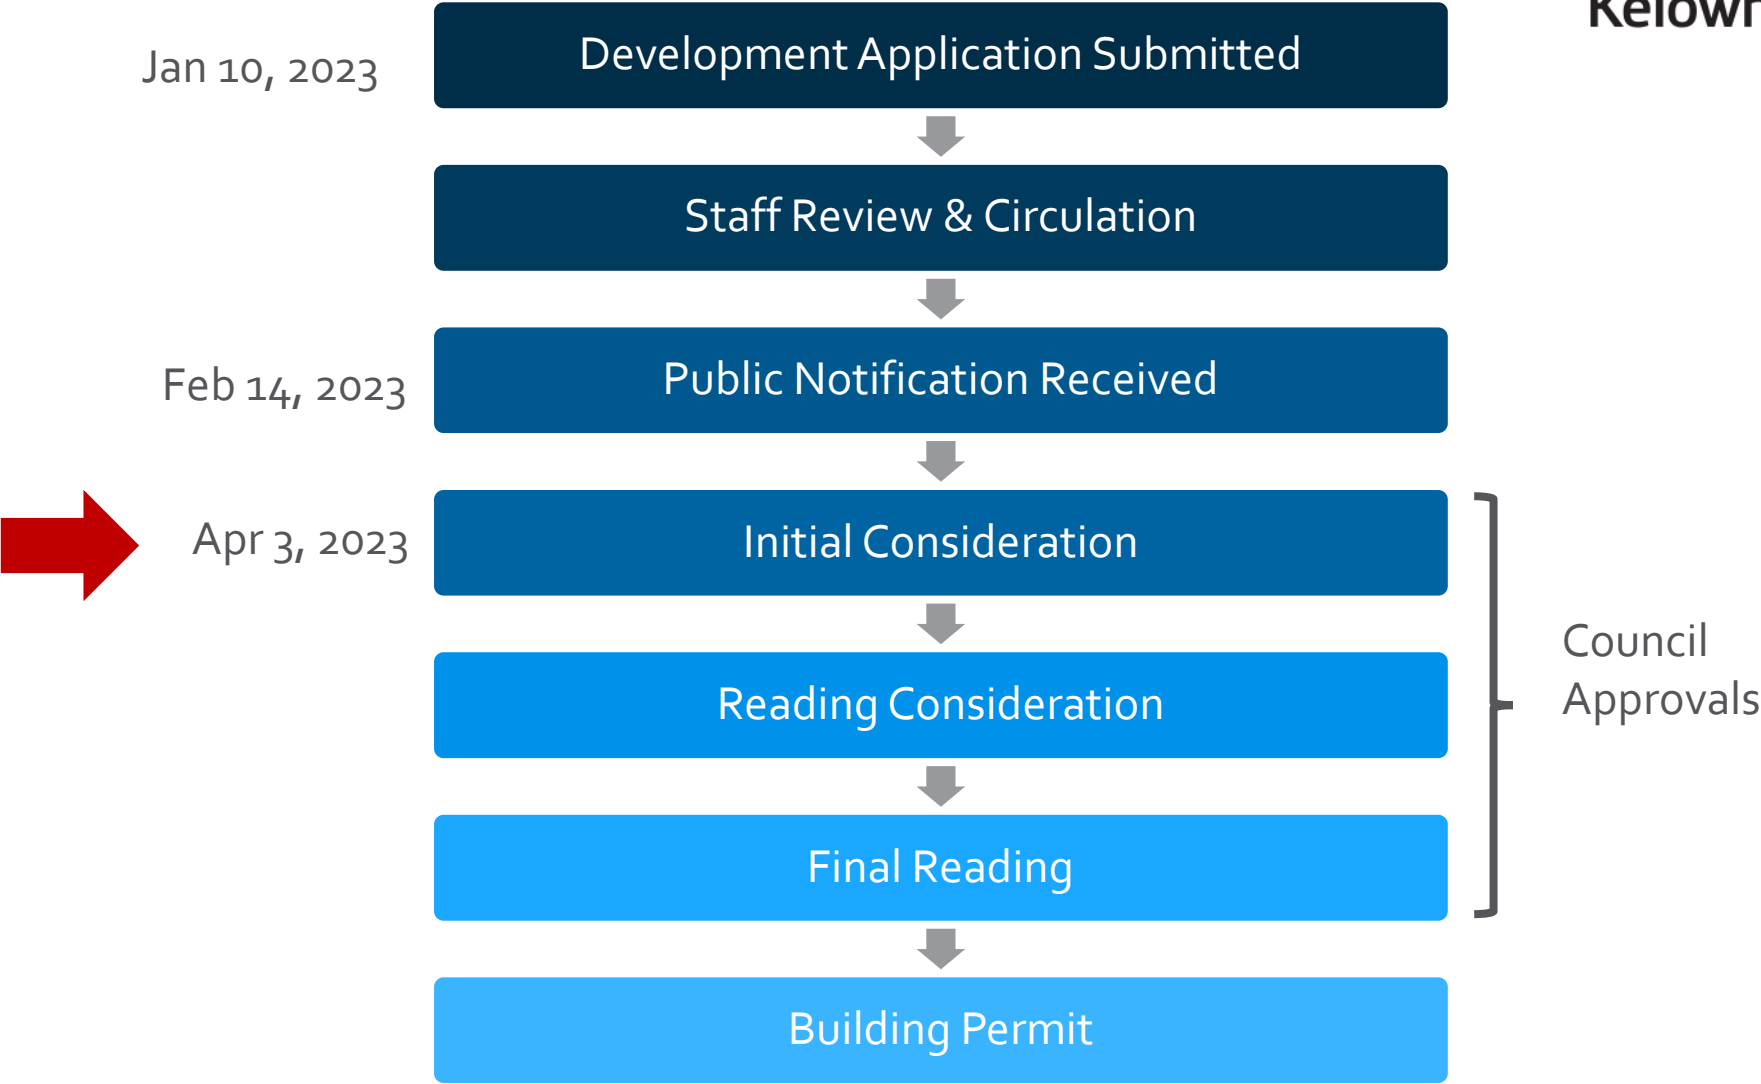 Jan 10, 2023
Development Application Submitted
Staff Review & Circulation
Feb 14, 2023
Public Notification Received
Apr 3, 2023
Initial Consideration
Reading Consideration
Final Reading
Building Permit
Council
Approvals